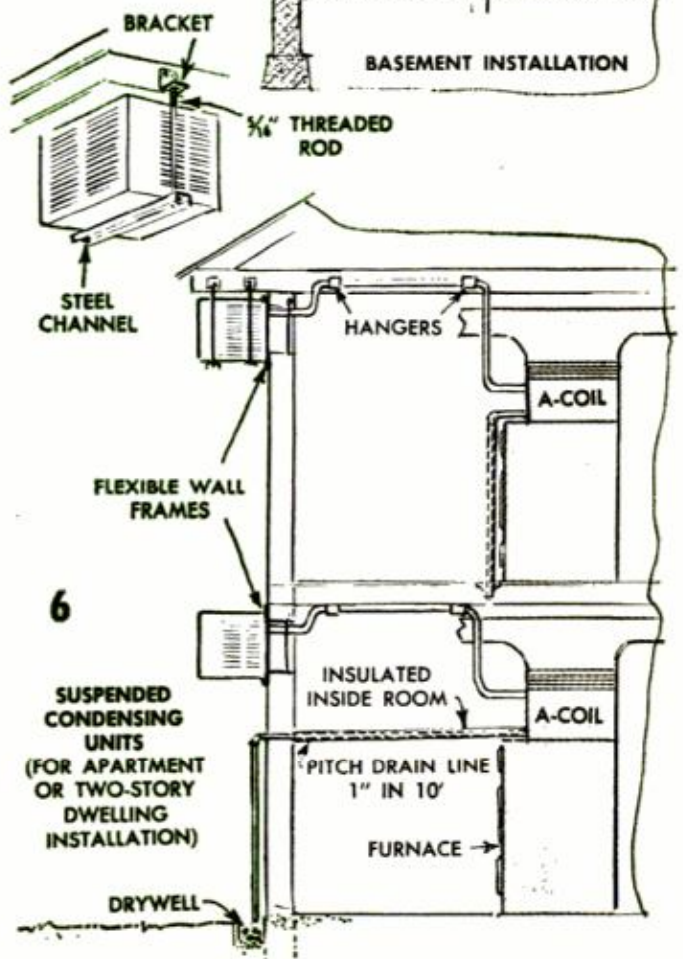 BRACKET
BASEMENT INSTALLATION
5/16" THREADED
ROD
STEEL
CHANNEL
HANGERS
A-COIL
FLEXIBLE WALL
FRAMES
6
SUSPENDED
CONDENSING
UNITS
(FOR APARTMENT
OR TWO-STORY
DWELLING
INSTALLATION)
INSULATED
INSIDE ROOM
A-COIL
PITCH DRAIN LINE
1" IN 10'
FURNACE
DRYWELL